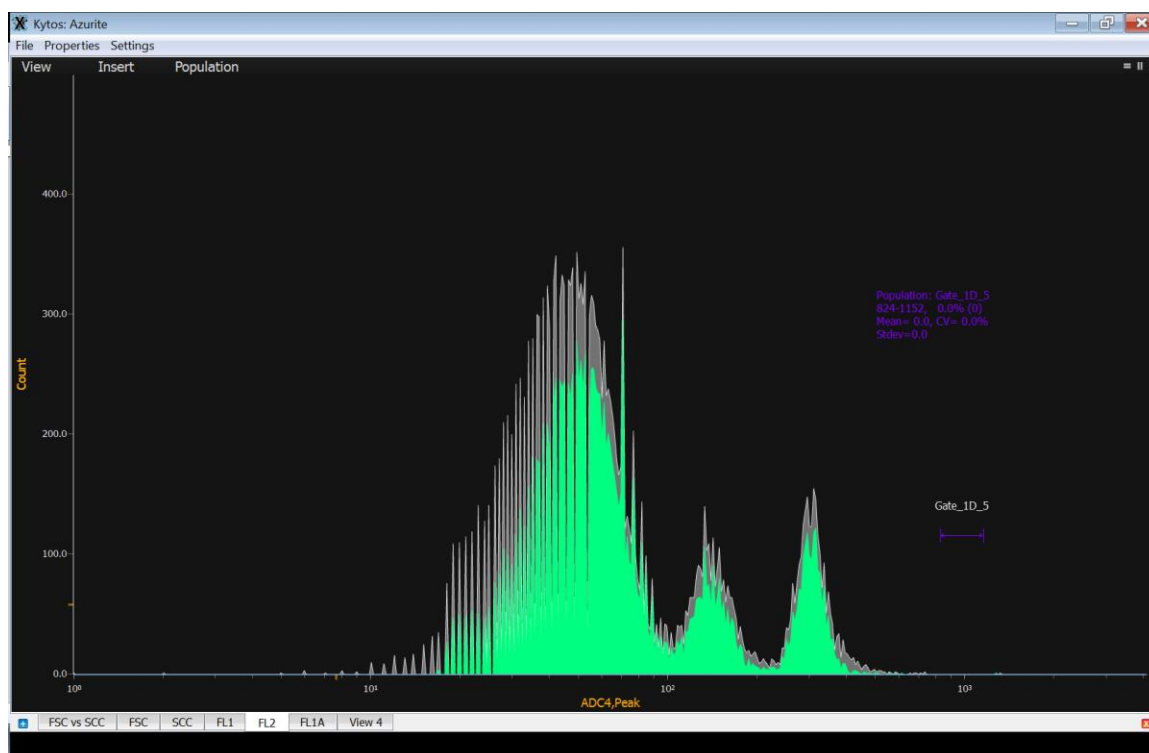 Kytos: Azurite
File Properties Settings
View Insert Population
400.0
300.0
200.0
100.0
0.0
Count
Population: Gate_1D_5
824-1152, 0.0% (0)
Mean= 0.0, CV= 0.0%
Stdev=0.0
Gate_1D_5
10⁰ 10¹ 10² 10³
ADC4,Peak
FSC vs SCC FSC SCC FL1 FL2 FL1A View 4